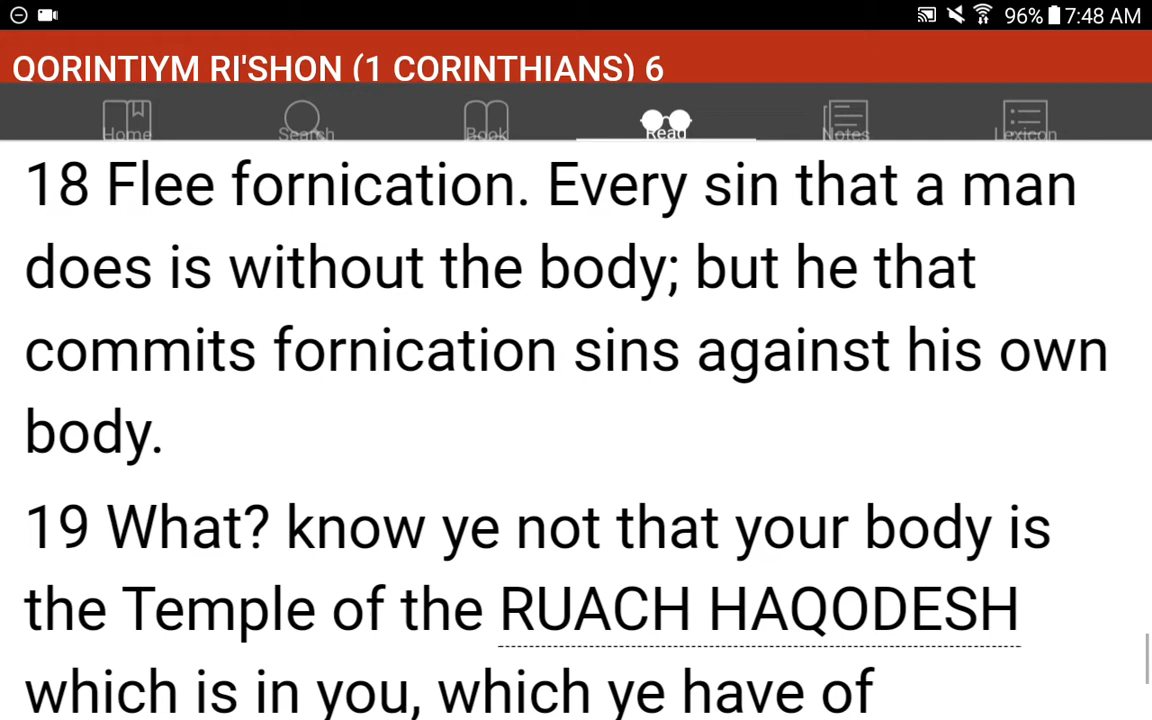 96% 7:48 AM
QORINTIYM RI'SHON (1 CORINTHIANS) 6
Home Search Book Read Notes Lexicon
18 Flee fornication. Every sin that a man
does is without the body; but he that
commits fornication sins against his own
body.
19 What? know ye not that your body is
the Temple of the RUACH HAQODESH
which is in you, which ye have of